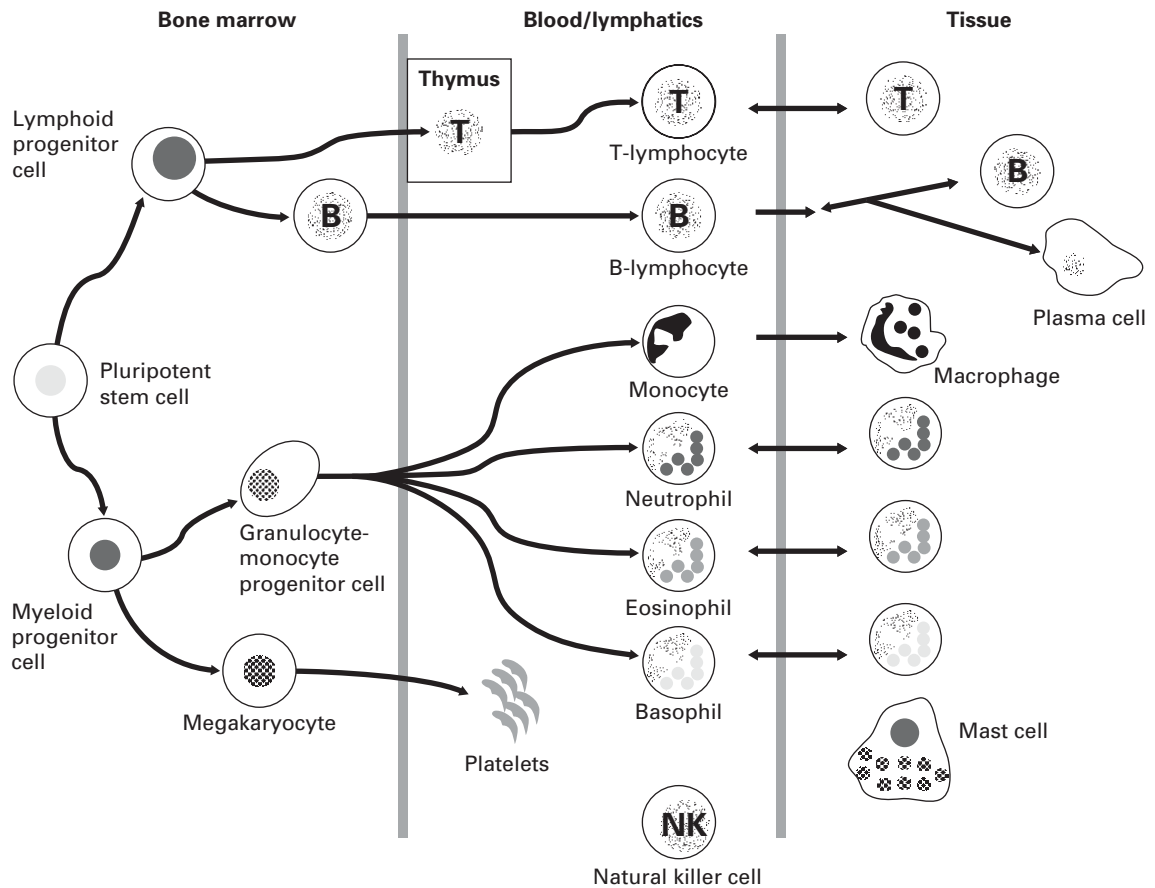 Bone marrow
Blood/lymphatics
Tissue
Thymus
T
T
T
T-lymphocyte
Lymphoid
progenitor
cell
B
B
B
B-lymphocyte
Plasma cell
Pluripotent
stem cell
Monocyte
Macrophage
Neutrophil
Granulocyte-
monocyte
progenitor cell
Eosinophil
Myeloid
progenitor
cell
Megakaryocyte
Basophil
Platelets
Mast cell
NK
Natural killer cell